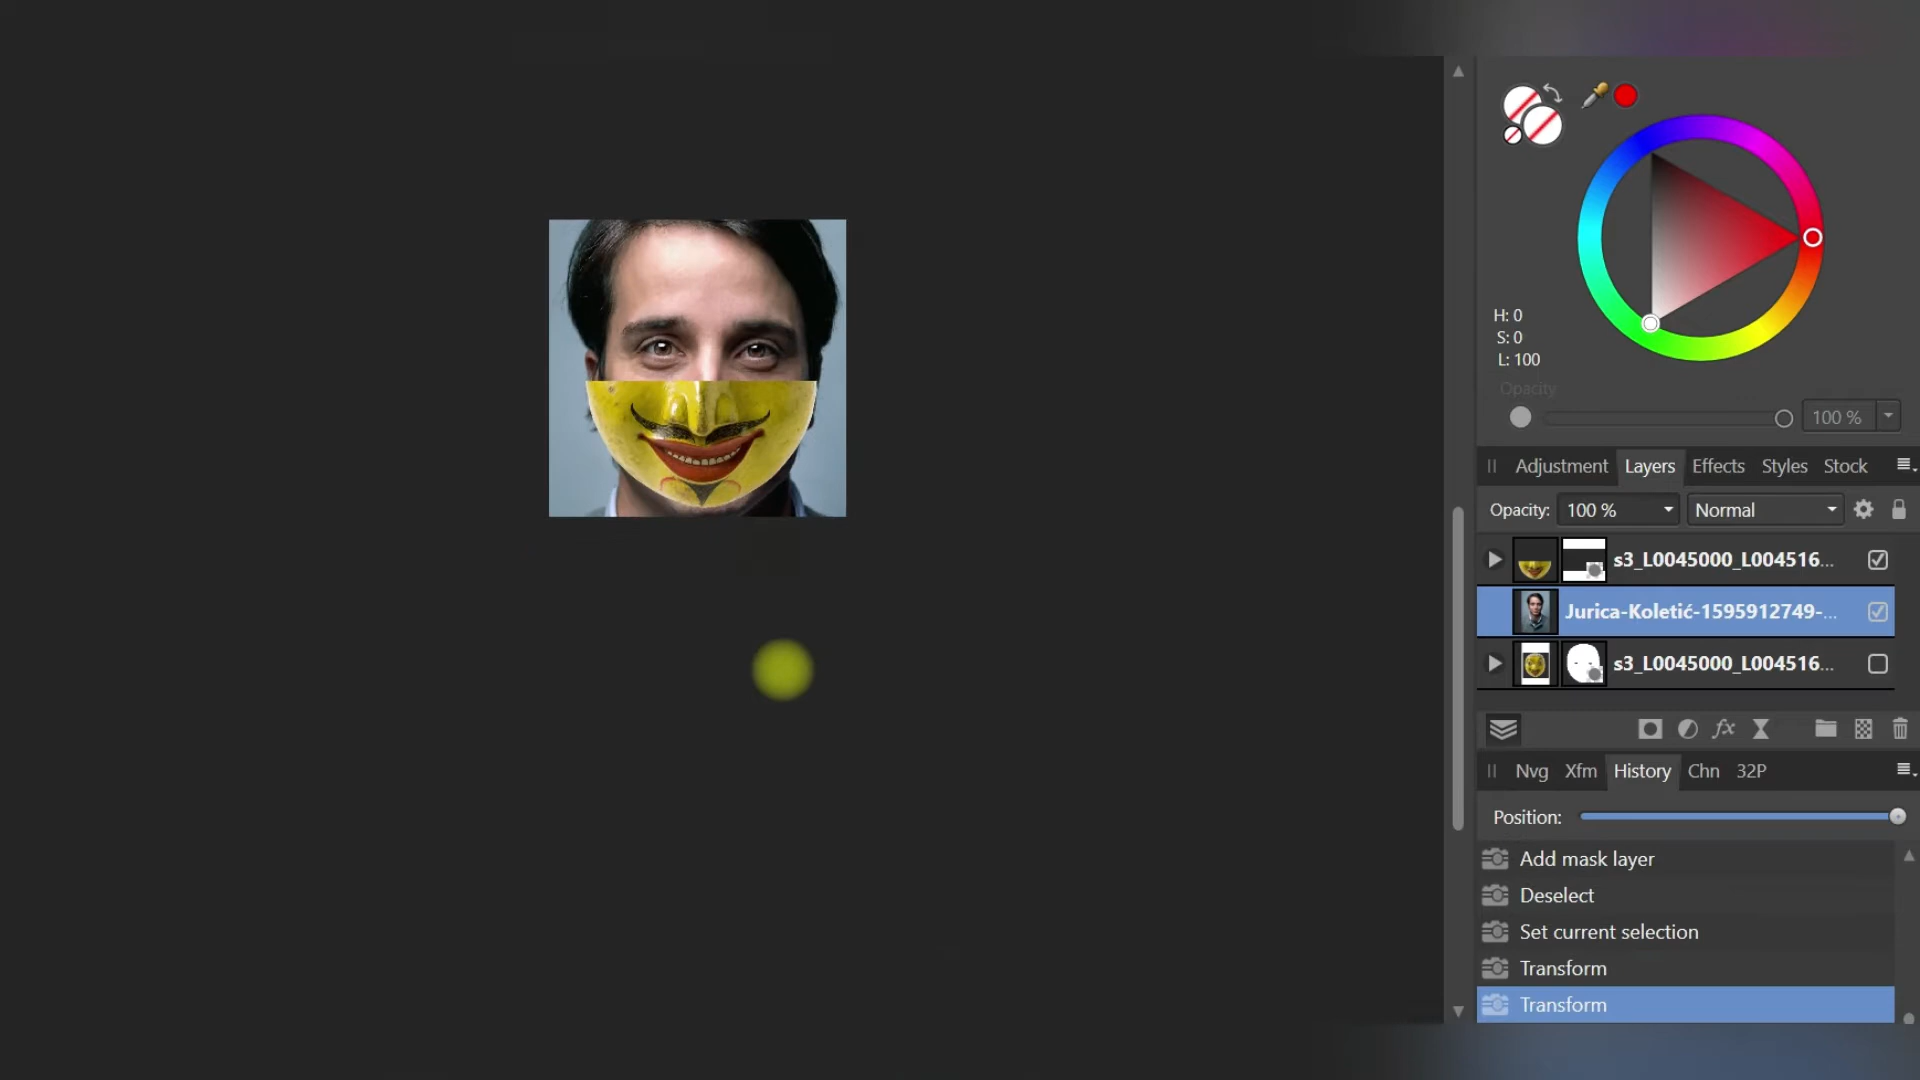 H: 0
S: 0
L: 100
Opacity
100 %
Adjustment Layers Effects Styles Stock
Opacity: 100 % Normal
s3_L0045000_L004516...
Jurica-Koletić-1595912749-...
s3_L0045000_L004516...
fx
Nvg Xfm History Chn 32P
Position:
Add mask layer
Deselect
Set current selection
Transform
Transform